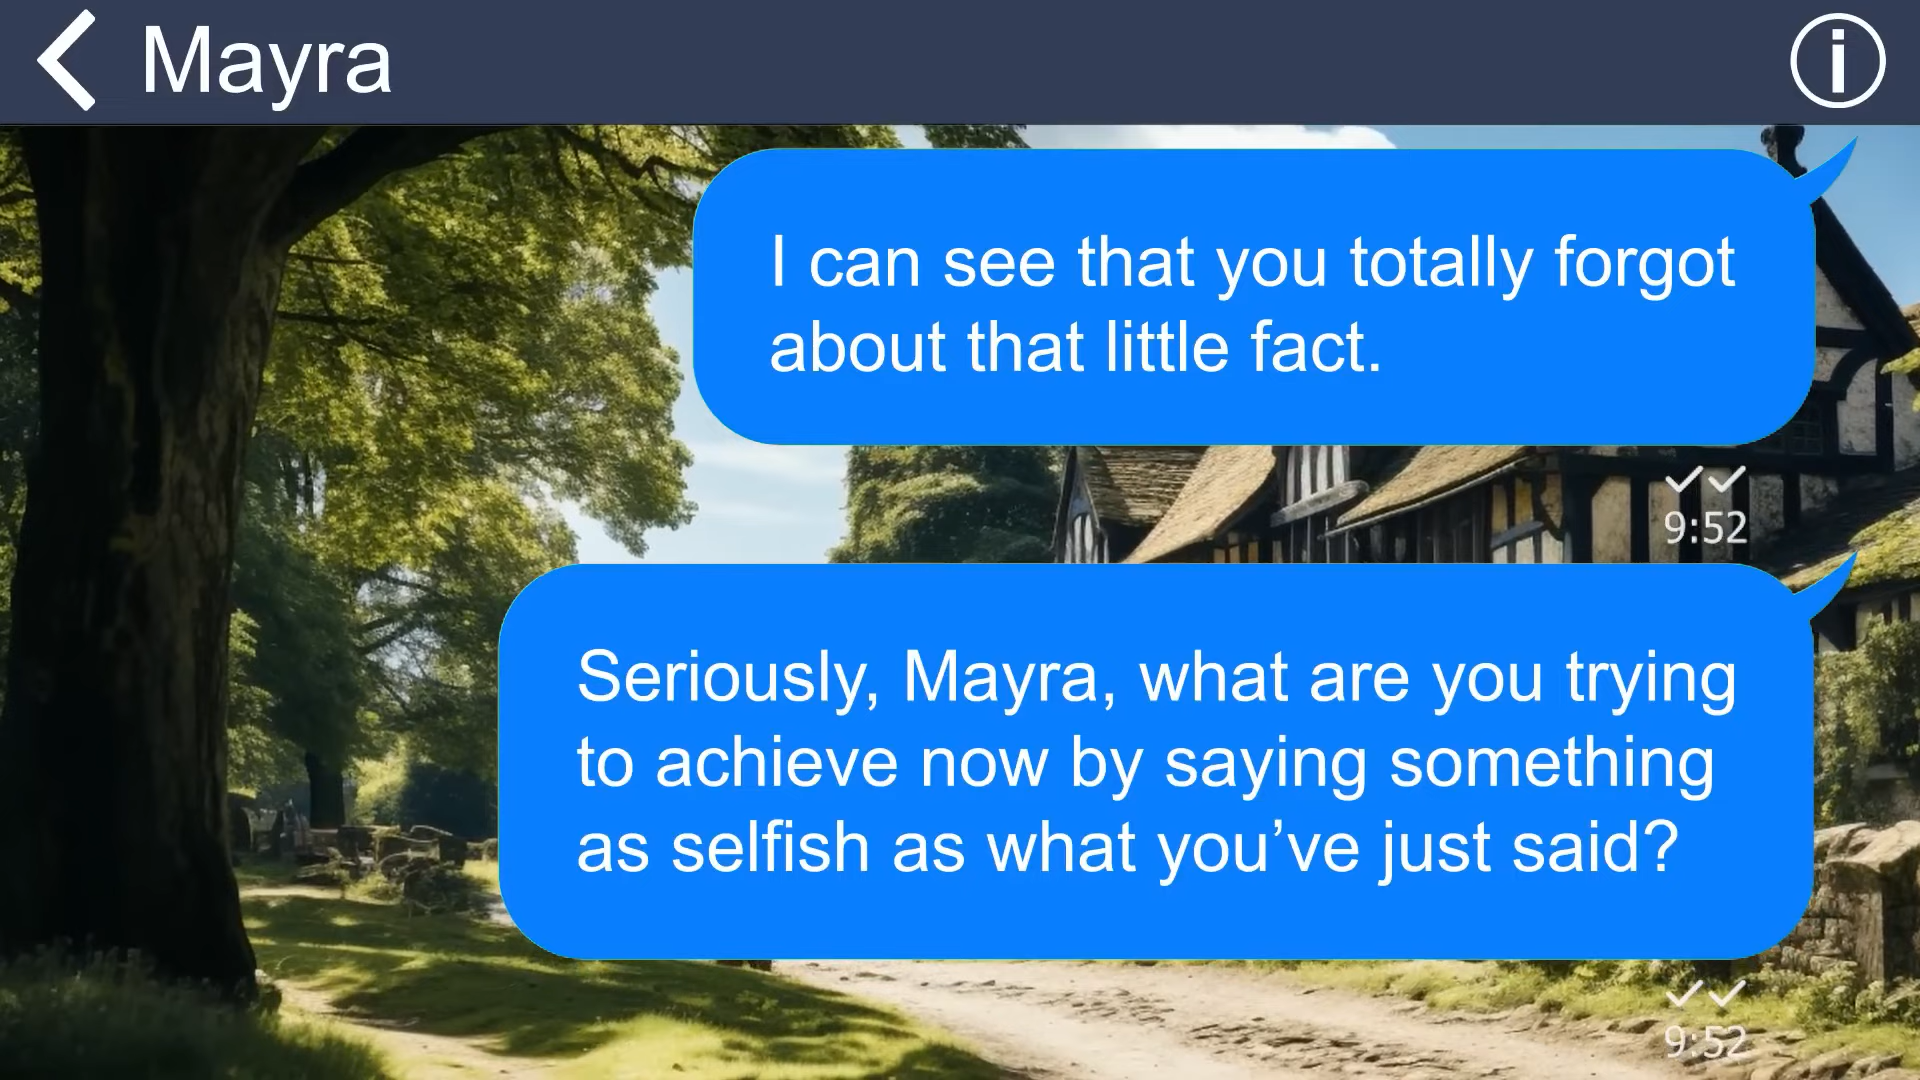 Mayra
I can see that you totally forgot
about that little fact.
9:52
Seriously, Mayra, what are you trying
to achieve now by saying something
as selfish as what you’ve just said?
9:52